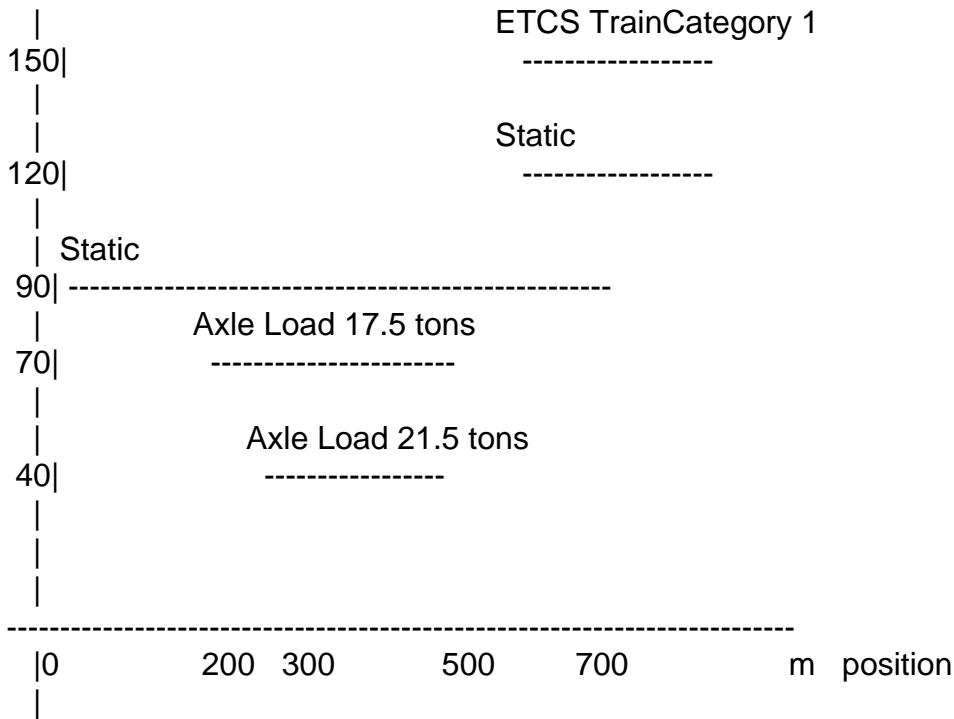 | ETCS TrainCategory 1
150| ------------------
|
| Static
120| ------------------
|
| Static
90| ---------------------------------------------------
| Axle Load 17.5 tons
70| -----------------------
|
| Axle Load 21.5 tons
40| -----------------
|
|
|
--------------------------------------------------------------------------
|0 200 300 500 700 m position
|